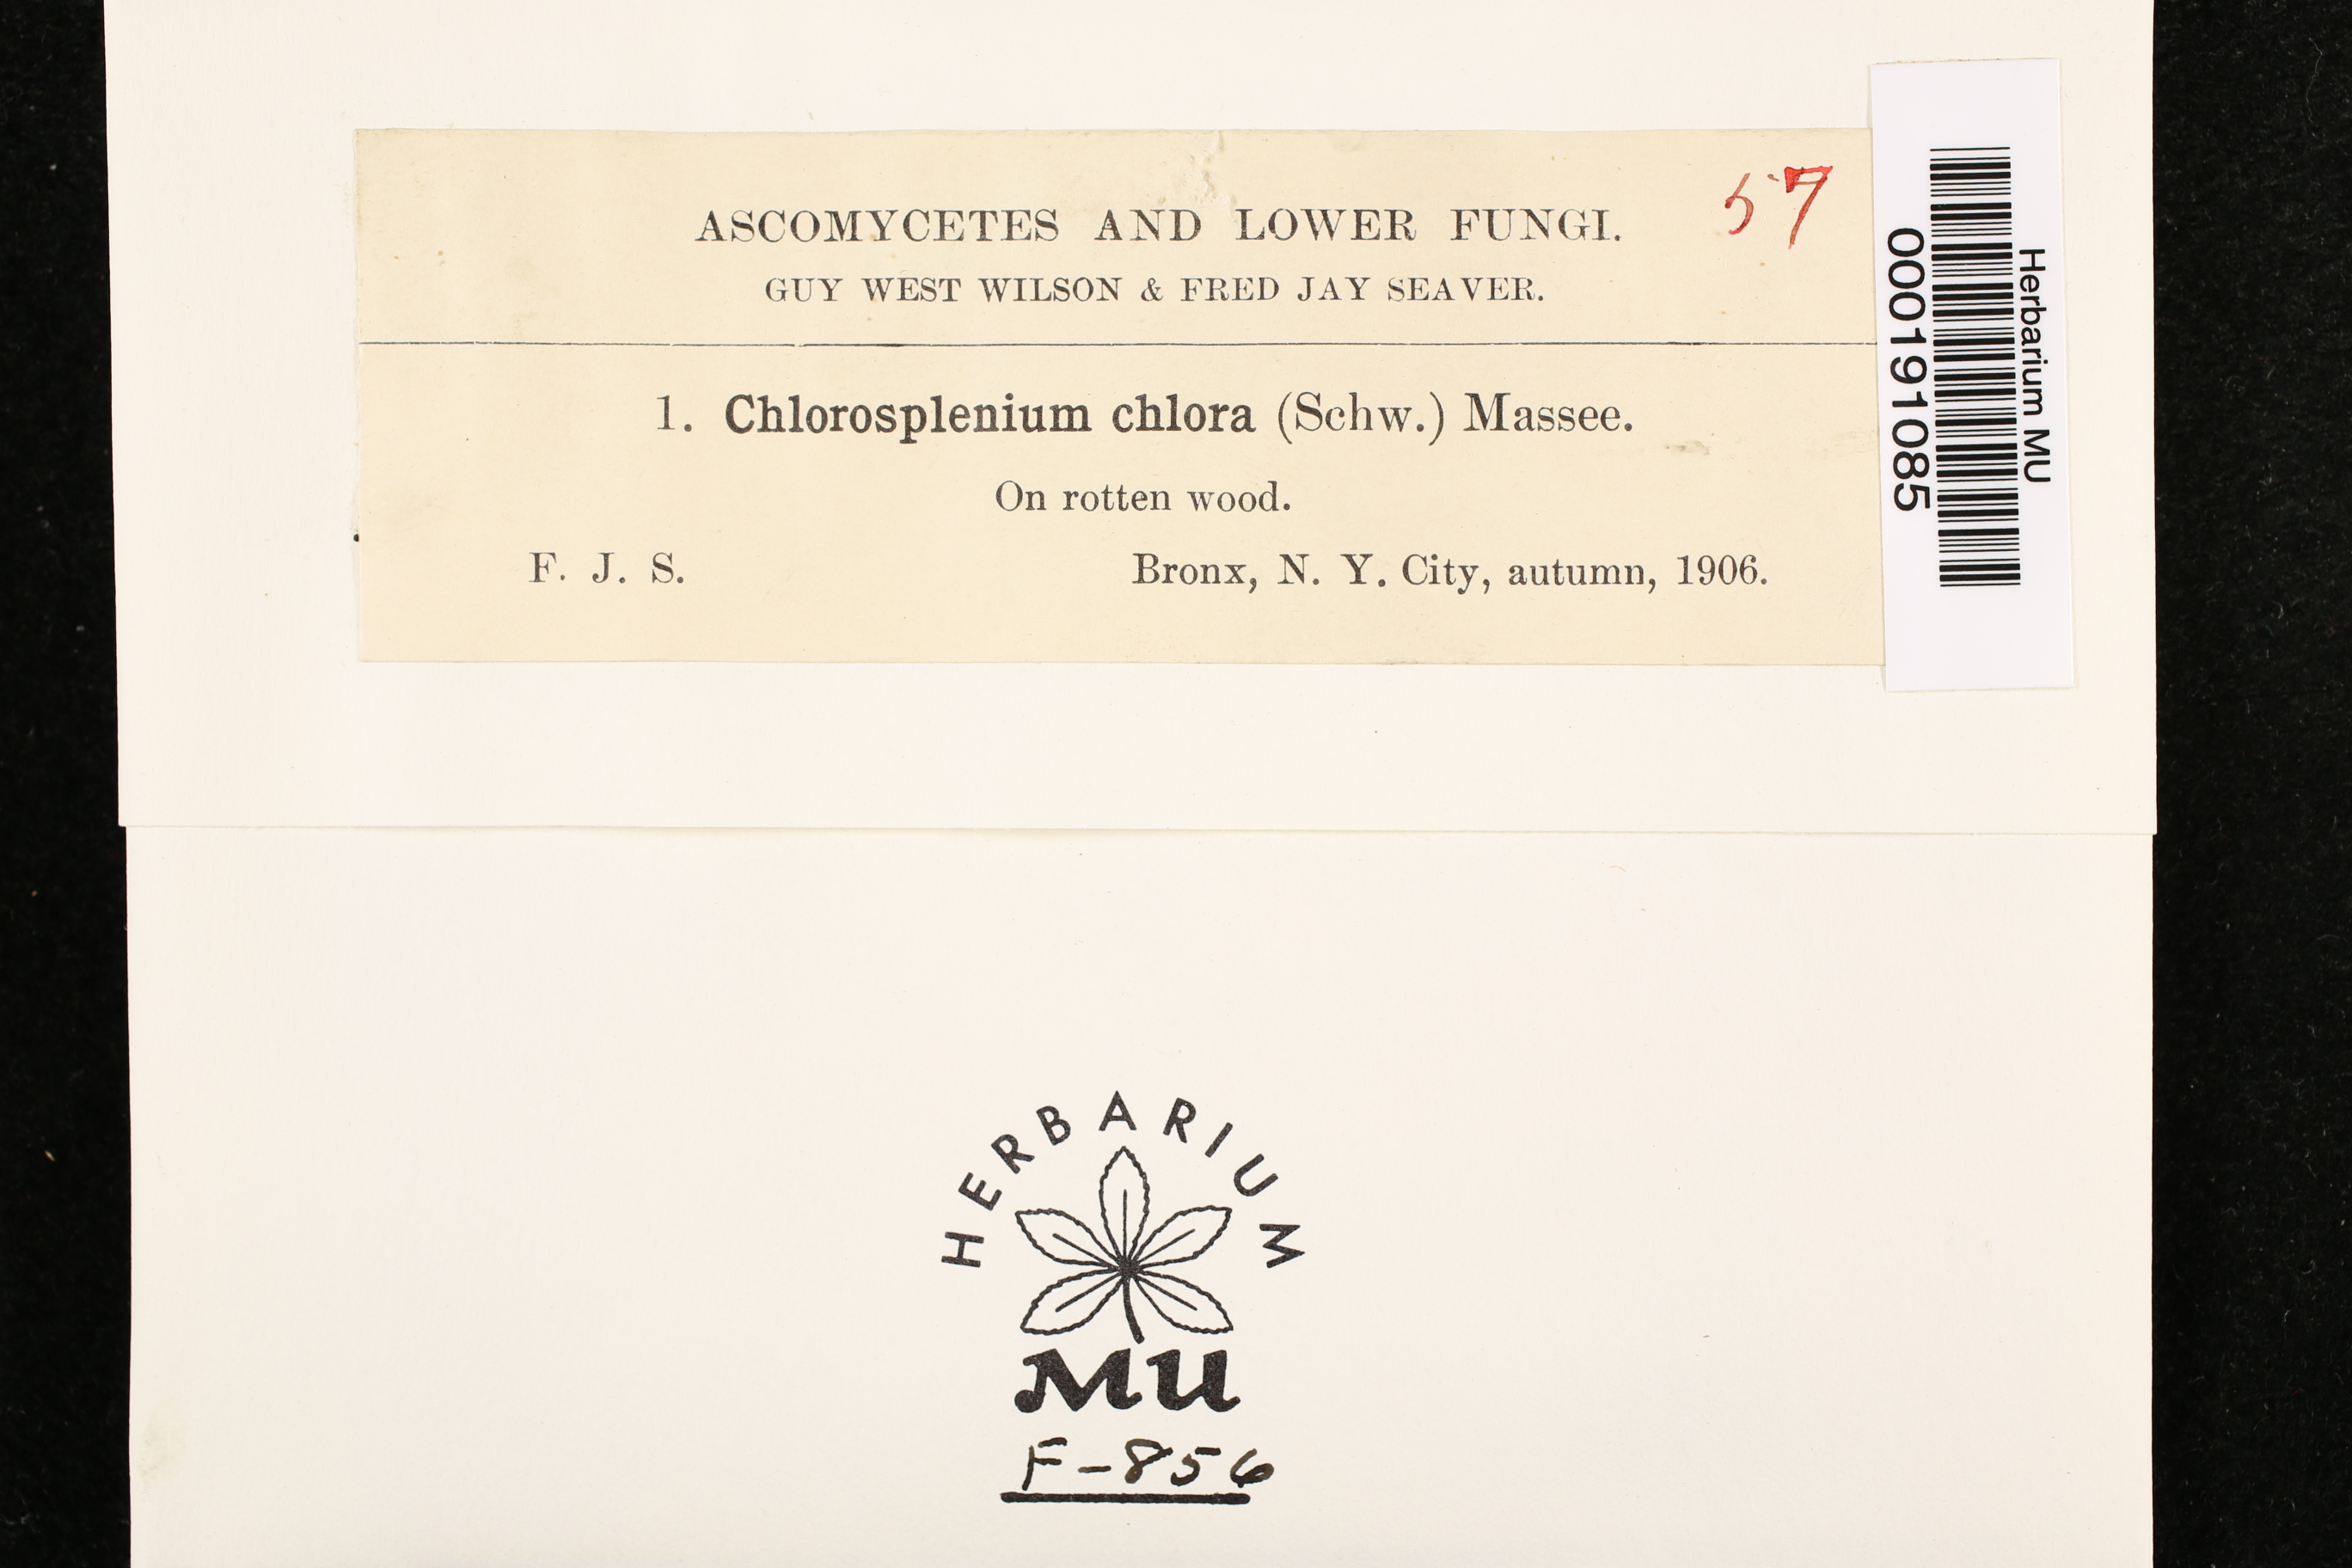 57
ASCOMYCETES AND LOWER FUNGI.
GUY WEST WILSON & FRED JAY SEAVER.
1. Chlorosplenium chlora (Schw.) Massee.
On rotten wood.
F. J. S. Bronx, N. Y. City, autumn, 1906.
Herbarium MU
000191085
HERBARIUM
MU
F-856